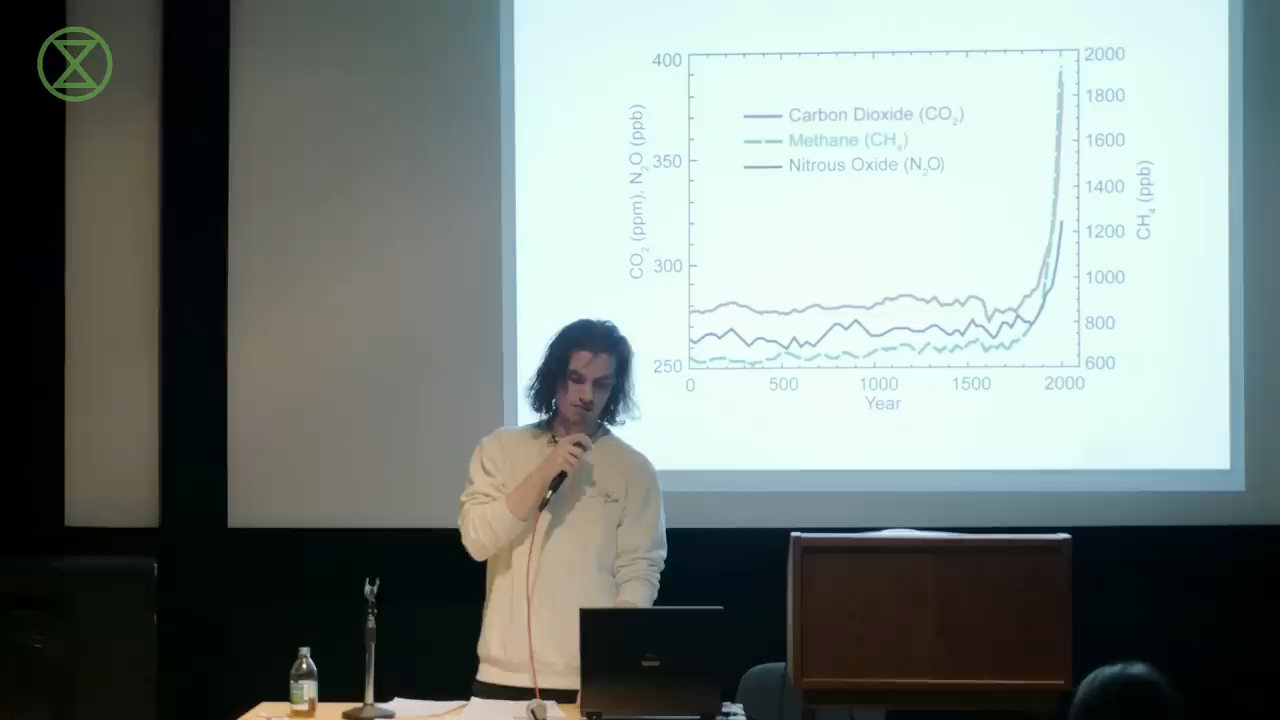 400
350
300
250
CO₂ (ppm), N₂O (ppb)
Carbon Dioxide (CO₂)
Methane (CH₄)
Nitrous Oxide (N₂O)
2000
1800
1600
1400
1200
1000
800
600
CH₄ (ppb)
0
500
1000
1500
2000
Year